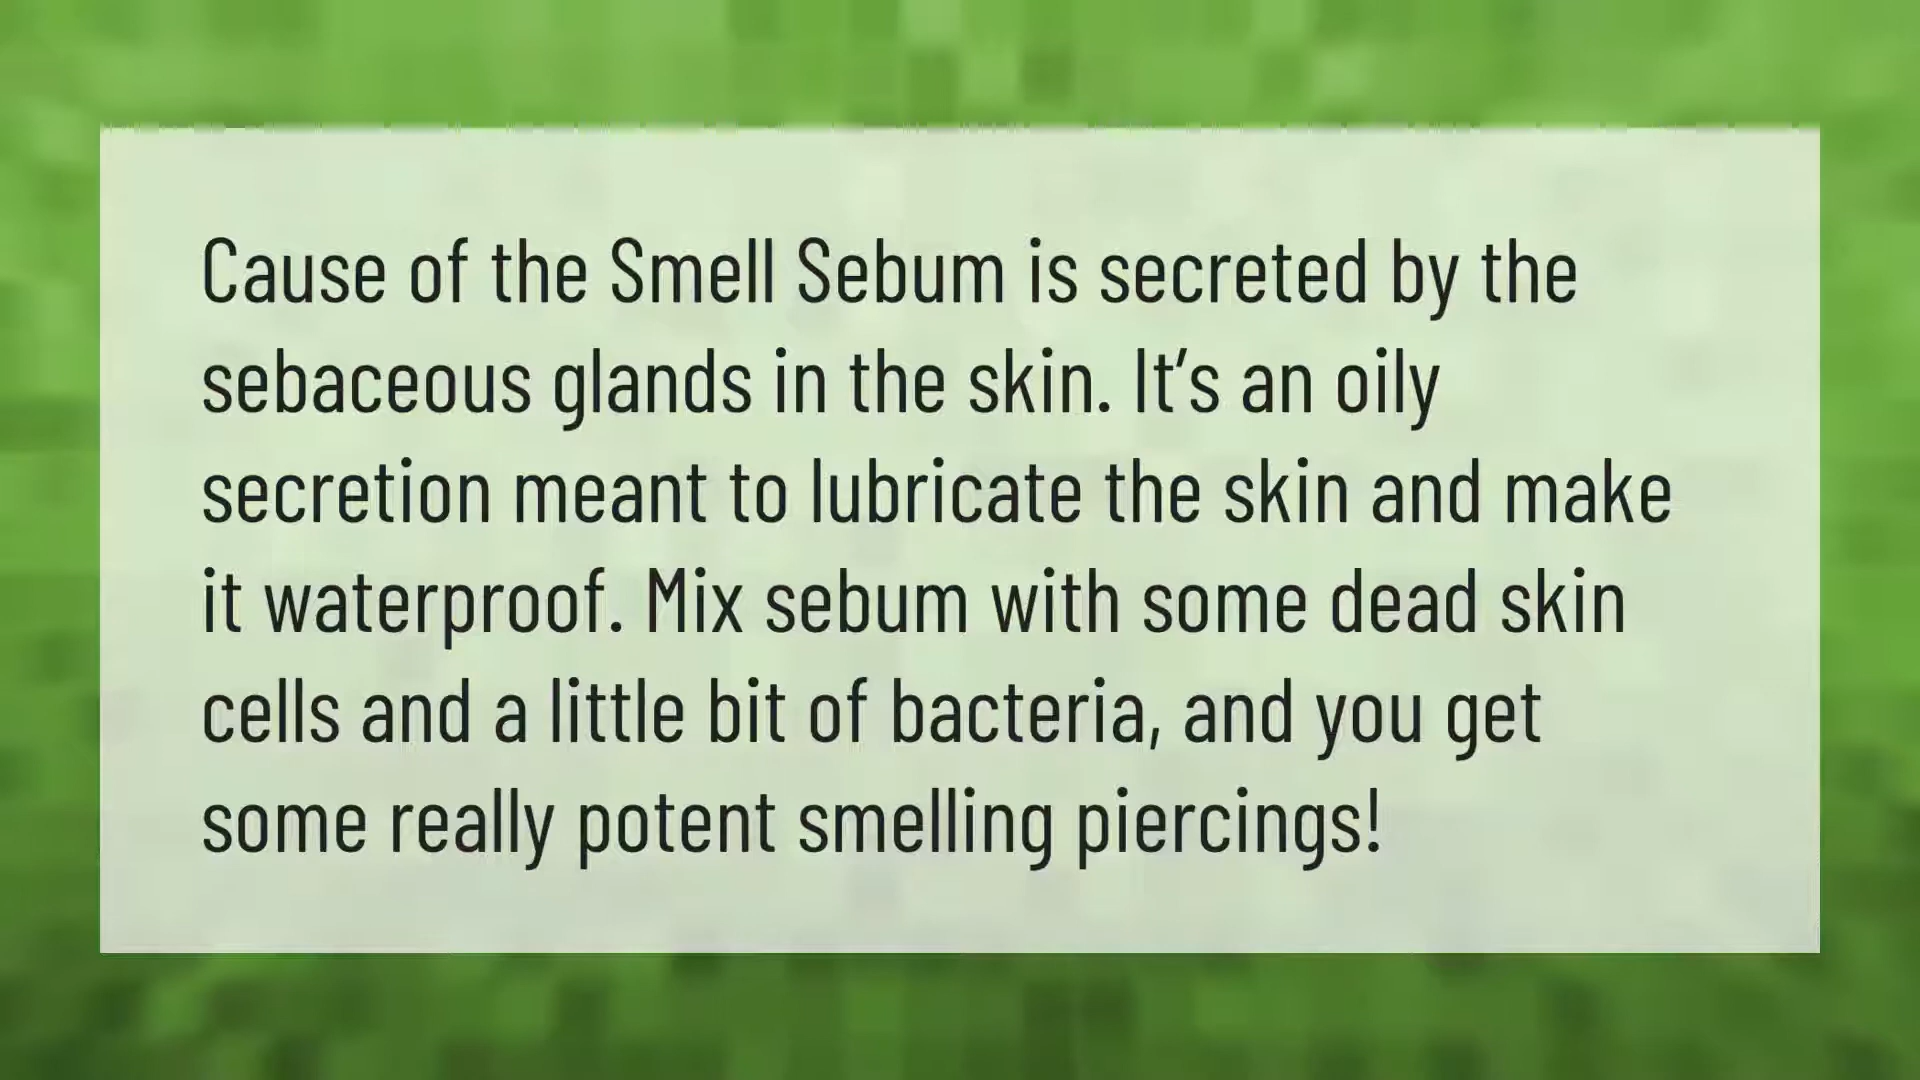 Cause of the Smell Sebum is secreted by the
sebaceous glands in the skin. It’s an oily
secretion meant to lubricate the skin and make
it waterproof. Mix sebum with some dead skin
cells and a little bit of bacteria, and you get
some really potent smelling piercings!